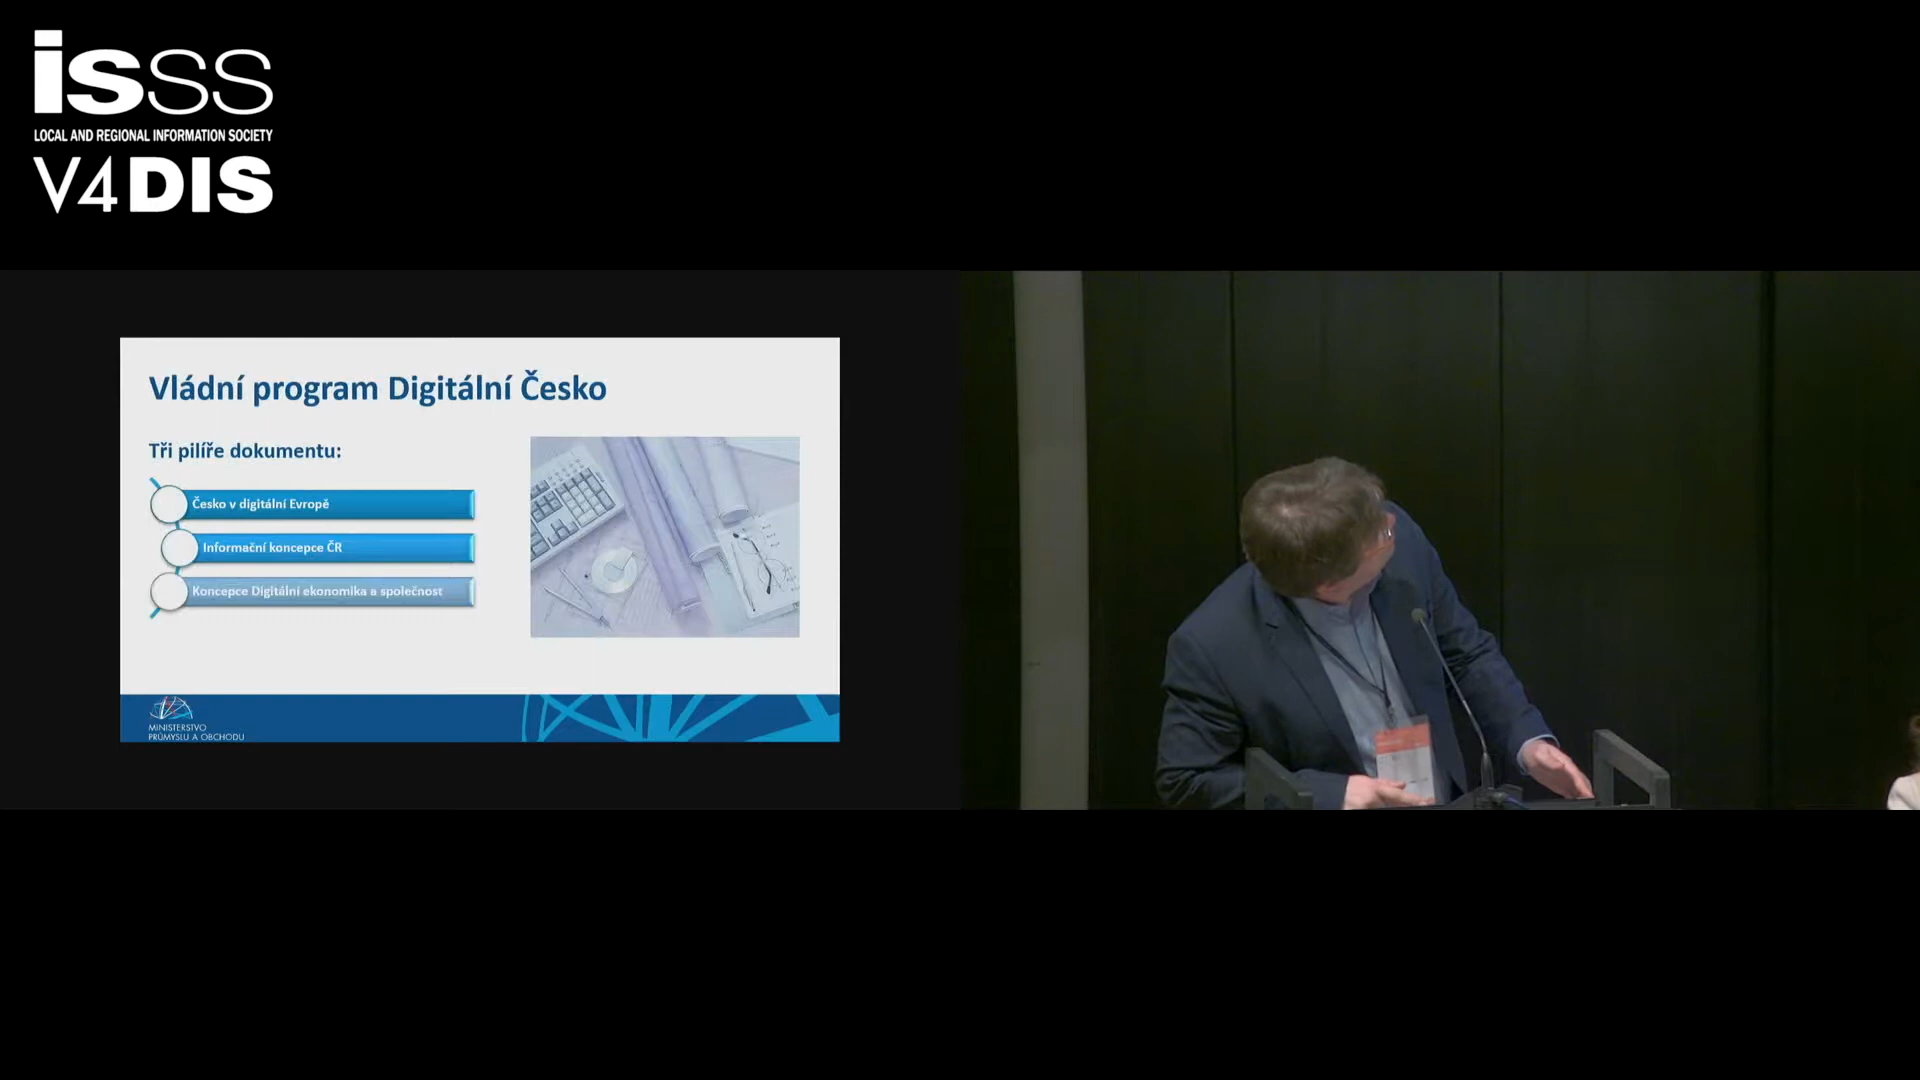 isss
LOCAL AND REGIONAL INFORMATION SOCIETY
V4DIS
Vládní program Digitální Česko
Tři pilíře dokumentu:
Česko v digitální Evropě
Informační koncepce ČR
Koncepce Digitální ekonomika a společnost
MINISTERSTVO
PRŮMYSLU A OBCHODU